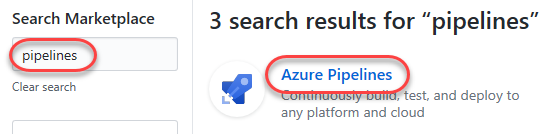 Search Marketplace
pipelines
Clear search
3 search results for “pipelines”
Azure Pipelines
Continuously build, test, and deploy to
any platform and cloud